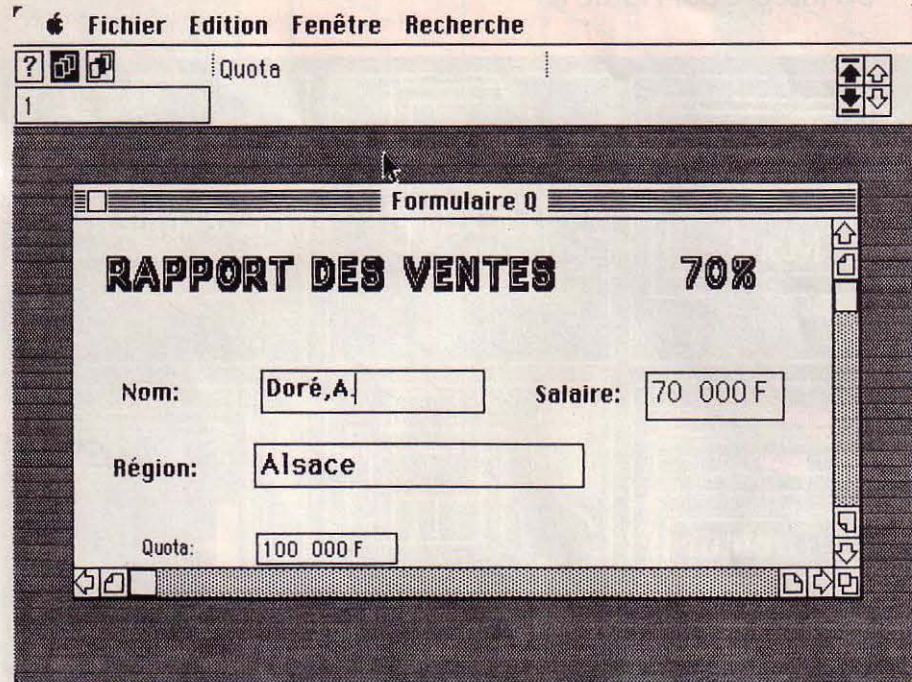 Fichier Edition Fenêtre Recherche
? Quota
1
Formulaire Q
RAPPORT DES VENTES 70%
Nom: Doré,A. Salaire: 70 000 F
Région: Alsace
Quota: 100 000 F